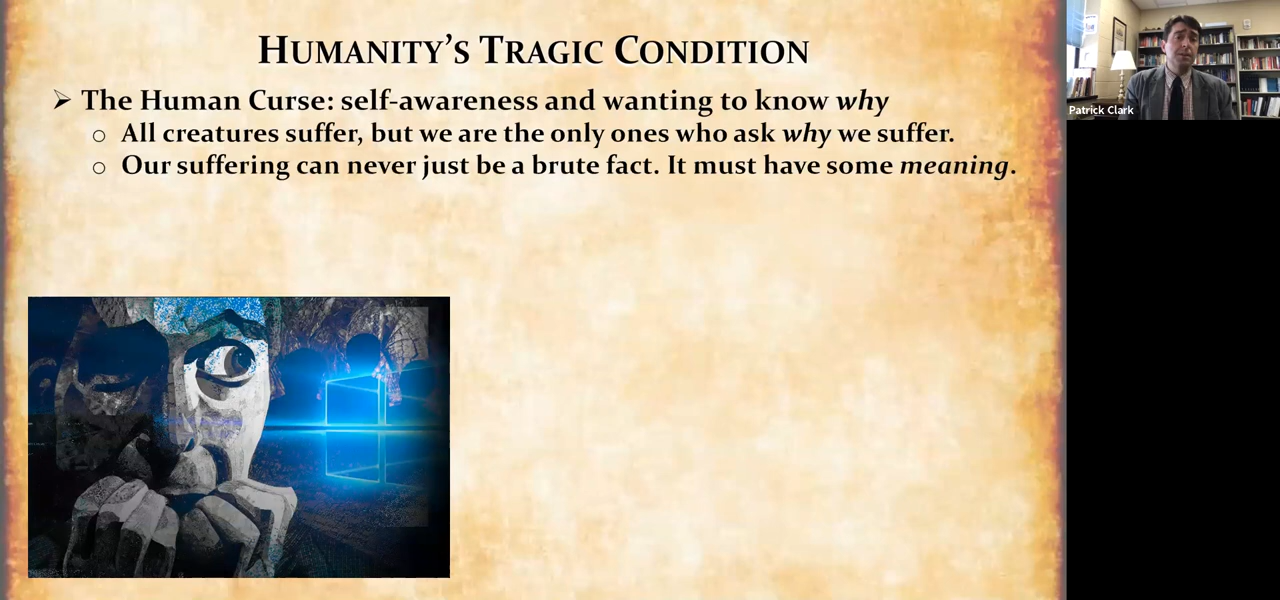 Humanity's Tragic Condition
Patrick Clark
➢ The Human Curse: self-awareness and wanting to know why
o All creatures suffer, but we are the only ones who ask why we suffer.
o Our suffering can never just be a brute fact. It must have some meaning.